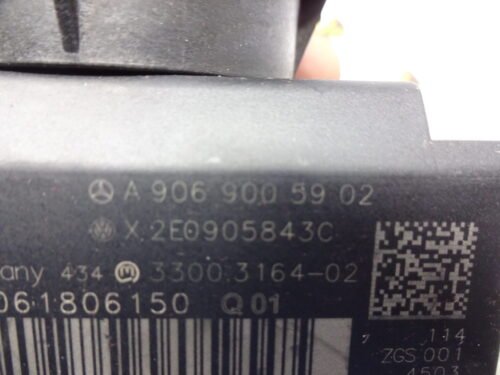 A 906 900 59 02
X 2E0905843C
any 434 M 3300 3164-02
061806150 Q01
114
ZGS 001
4503